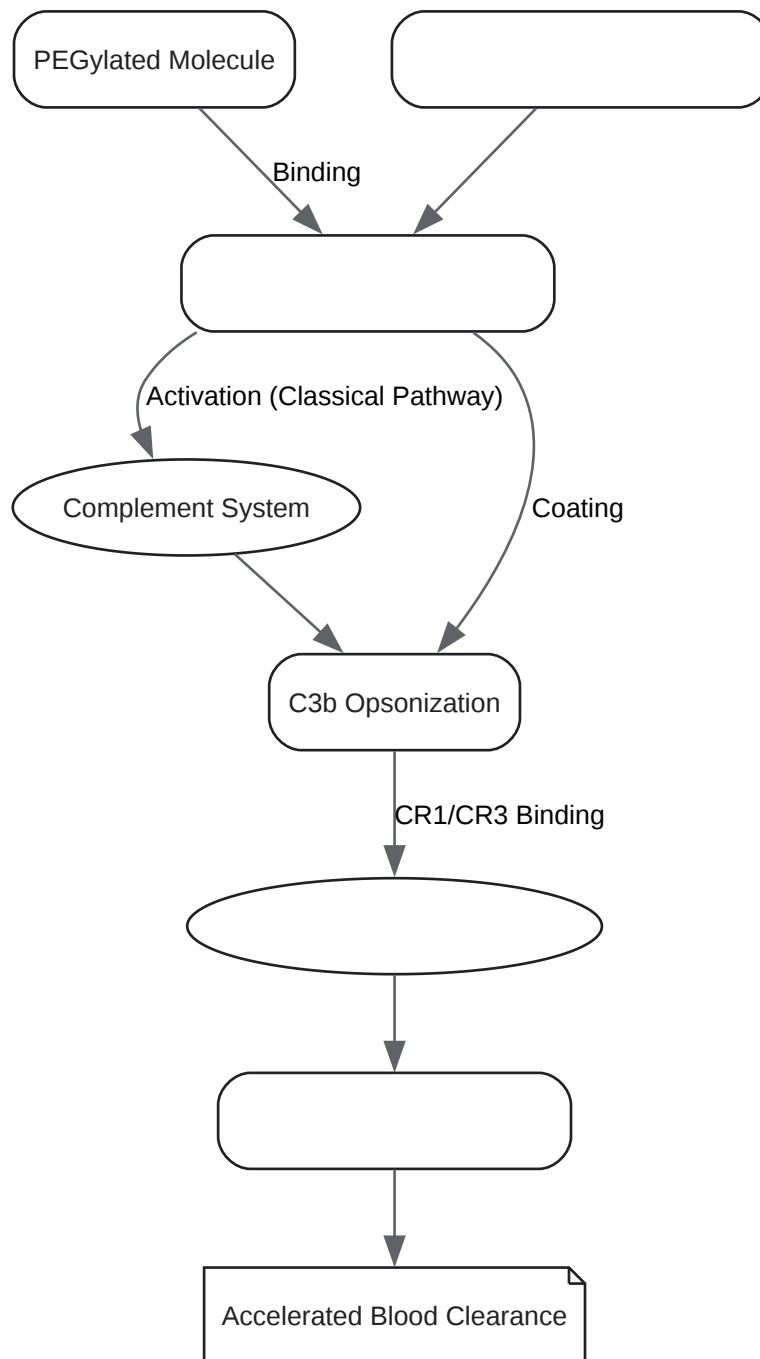 PEGylated Molecule
Binding
Activation (Classical Pathway)
Complement System
Coating
C3b Opsonization
CR1/CR3 Binding
Accelerated Blood Clearance